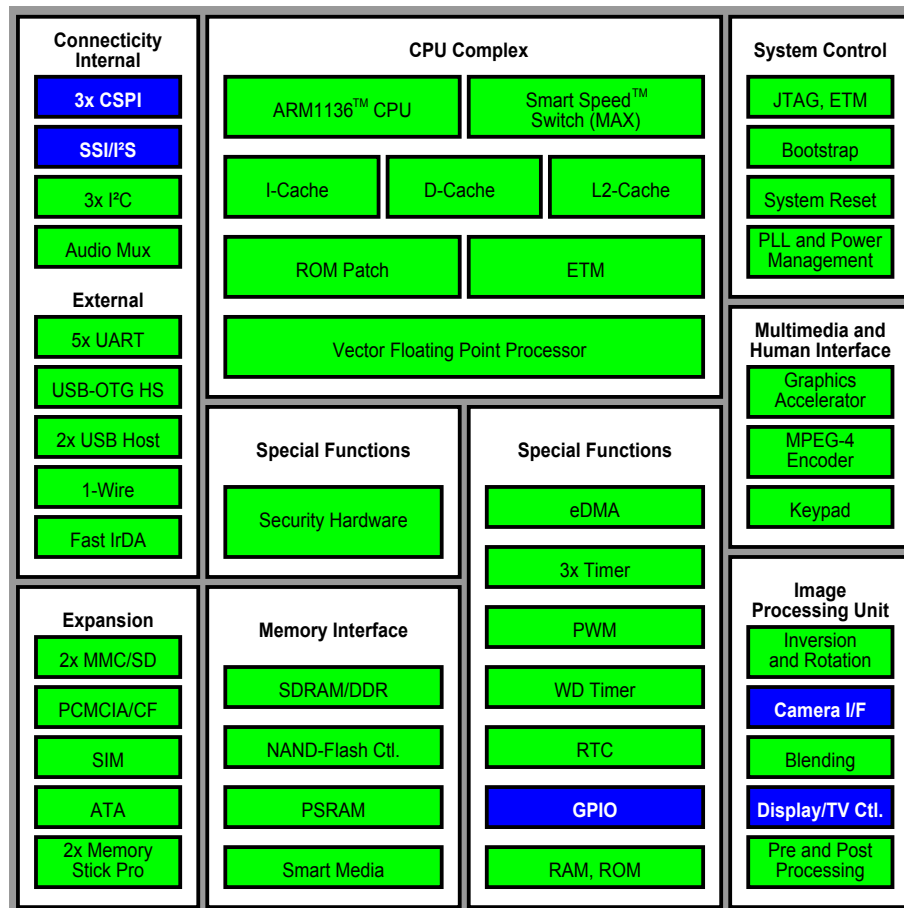 Connecticity
Internal
3x CSPI
SSI/I²S
3x I²C
Audio Mux
External
5x UART
USB-OTG HS
2x USB Host
1-Wire
Fast IrDA
Expansion
2x MMC/SD
PCMCIA/CF
SIM
ATA
2x Memory
Stick Pro
CPU Complex
ARM1136™ CPU
Smart Speed™
Switch (MAX)
I-Cache
D-Cache
L2-Cache
ROM Patch
ETM
Vector Floating Point Processor
Special Functions
Security Hardware
Memory Interface
SDRAM/DDR
NAND-Flash Ctl.
PSRAM
Smart Media
Special Functions
eDMA
3x Timer
PWM
WD Timer
RTC
GPIO
RAM, ROM
System Control
JTAG, ETM
Bootstrap
System Reset
PLL and Power
Management
Multimedia and
Human Interface
Graphics
Accelerator
MPEG-4
Encoder
Keypad
Image
Processing Unit
Inversion
and Rotation
Camera I/F
Blending
Display/TV Ctl.
Pre and Post
Processing